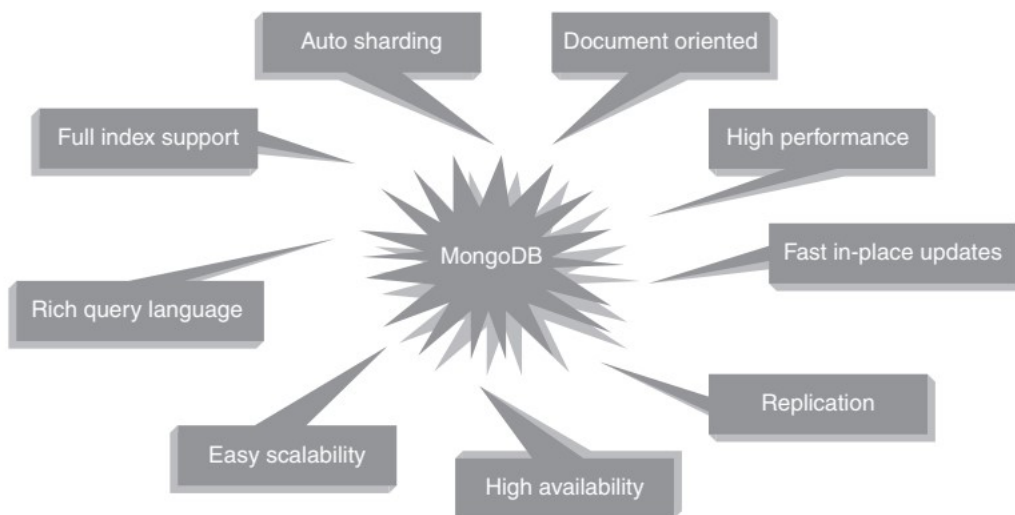 Auto sharding
Document oriented
Full index support
High performance
MongoDB
Fast in-place updates
Rich query language
Replication
Easy scalability
High availability